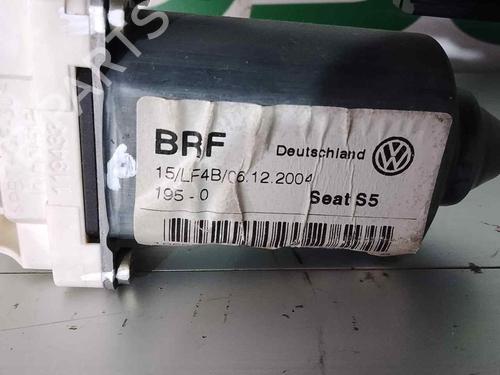 BRF Deutschland
15/LF4B/06.12.2004
195 - 0 Seat S5